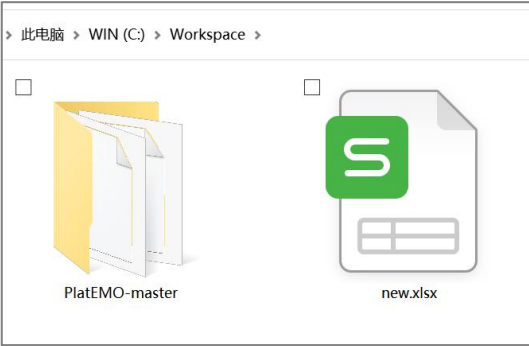 此电脑 > WIN (C:) > Workspace >
PlatEMO-master
new.xlsx